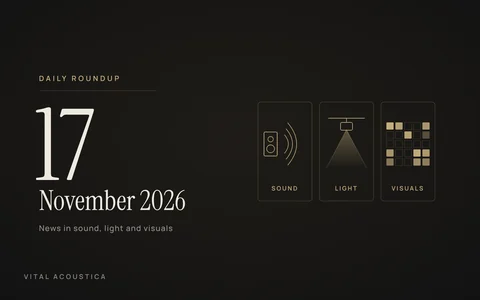 DAILY ROUNDUP
17
November 2026
News in sound, light and visuals
SOUND
LIGHT
VISUALS
VITAL ACOUSTICA